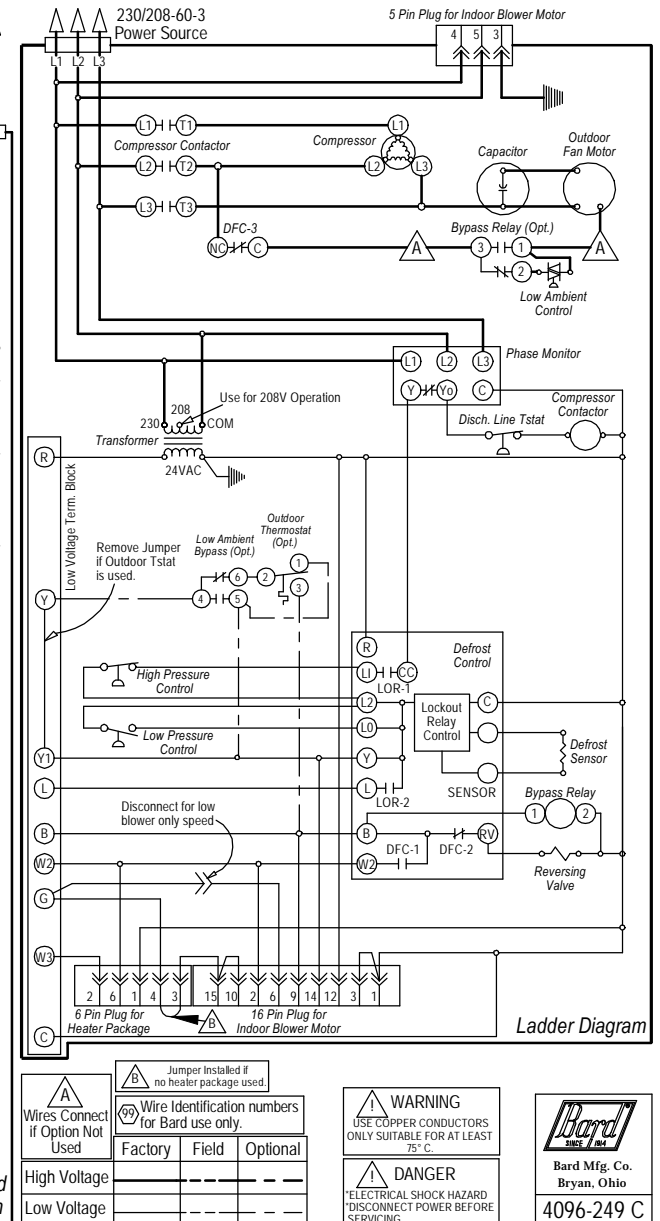 230/208-60-3
Power Source
5 Pin Plug for Indoor Blower Motor
4 5 3
L1 L2 L3
L1 T1
L1
Compressor Contactor
Compressor
Capacitor
Outdoor
Fan Motor
L2 T2
L2 L3
L3 T3
DFC-3
NC C
A
Bypass Relay (Opt.)
3 1
A
2
Low Ambient
Control
L1 L2 L3
Phase Monitor
Y Yo C
Compressor
Contactor
Disch. Line Tstat
208
Use for 208V Operation
230 COM
Transformer
24VAC
R
Low Voltage Term. Block
Remove Jumper
if Outdoor Tstat
is used.
Low Ambient
Bypass (Opt.)
Outdoor
Thermostat
(Opt.)
1
6 2
3
Y
4 5
R
Defrost
Control
High Pressure
Control
LI CC
LOR-1
L2
Lockout
Relay
Control
C
L0
Low Pressure
Control
Defrost
Sensor
Y1
Y
SENSOR
L
L
LOR-2
Disconnect for low
blower only speed
Bypass Relay
1 2
B
B
DFC-1 DFC-2
RV
W2
W2
Reversing
Valve
G
W3
2 6 1 4 3 15 10 2 6 9 14 12 3 1
6 Pin Plug for
Heater Package
B
16 Pin Plug for
Indoor Blower Motor
C
Ladder Diagram
A
Wires Connect
if Option Not
Used
B
Jumper Installed if
no heater package used.
99 Wire Identification numbers
for Bard use only.
Factory Field Optional
High Voltage
Low Voltage
! WARNING
USE COPPER CONDUCTORS
ONLY SUITABLE FOR AT LEAST
75° C.
! DANGER
*ELECTRICAL SHOCK HAZARD
*DISCONNECT POWER BEFORE
SERVICING.
Bard
SINCE 1914
Bard Mfg. Co.
Bryan, Ohio
4096-249 C